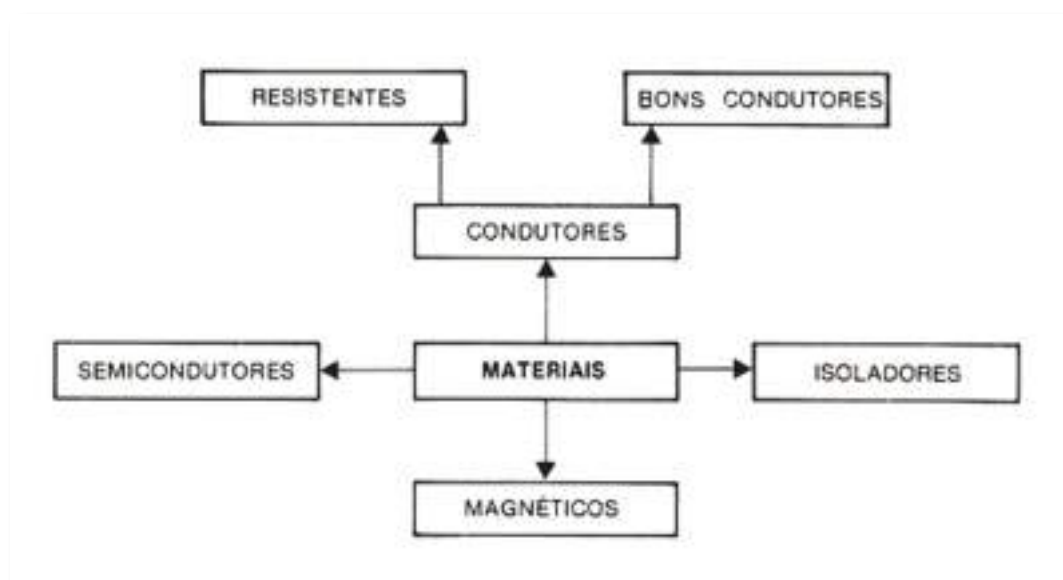 RESISTENTES
BONS CONDUTORES
CONDUTORES
SEMICONDUTORES
MATERIAIS
ISOLADORES
MAGNÉTICOS